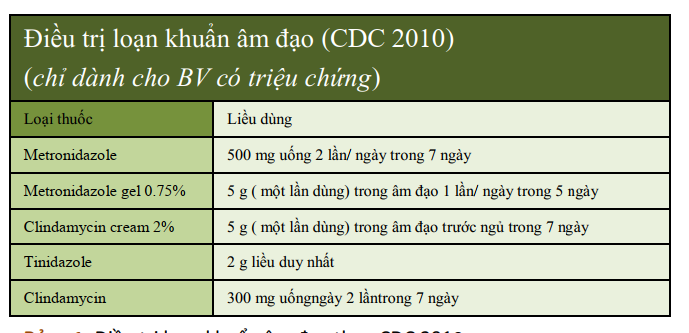 Điều trị loạn khuẩn âm đạo (CDC 2010)
(chỉ dành cho BV có triệu chứng)
Loại thuốc Liều dùng
Metronidazole 500 mg uống 2 lần/ ngày trong 7 ngày
Metronidazole gel 0.75% 5 g ( một lần dùng) trong âm đạo 1 lần/ ngày trong 5 ngày
Clindamycin cream 2% 5 g ( một lần dùng) trong âm đạo trước ngủ trong 7 ngày
Tinidazole 2 g liều duy nhất
Clindamycin 300 mg uốngngày 2 lầntrong 7 ngày